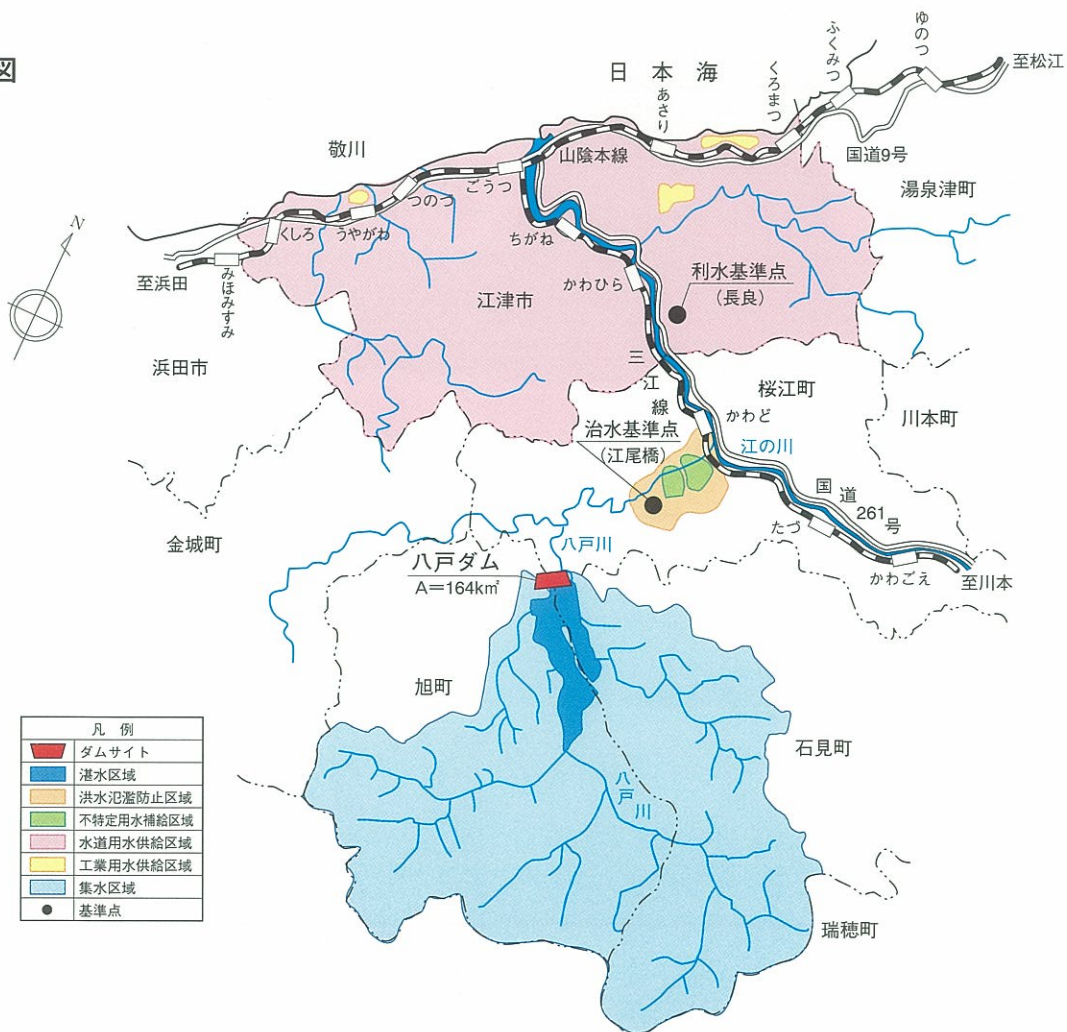 図
日本海
ゆのつ
ふくみつ
くろまつ
あさり
至松江
国道9号
湯泉津町
敬川
山陰本線
ごうつ
つのづ
うやがわ
くしろ
みほみすみ
至浜田
N
ちがね
かわひら
利水基準点
(長良)
江津市
浜田市
三江線
桜江町
川本町
かわど
治水基準点
(江尾橋)
江の川
国道261号
たづ
かわごえ
至川本
金城町
八戸川
八戸ダム
A=164k㎡
旭町
石見町
八戸川
瑞穂町
凡例
ダムサイト
湛水区域
洪水氾濫防止区域
不特定用水補給区域
水道用水供給区域
工業用水供給区域
集水区域
基準点